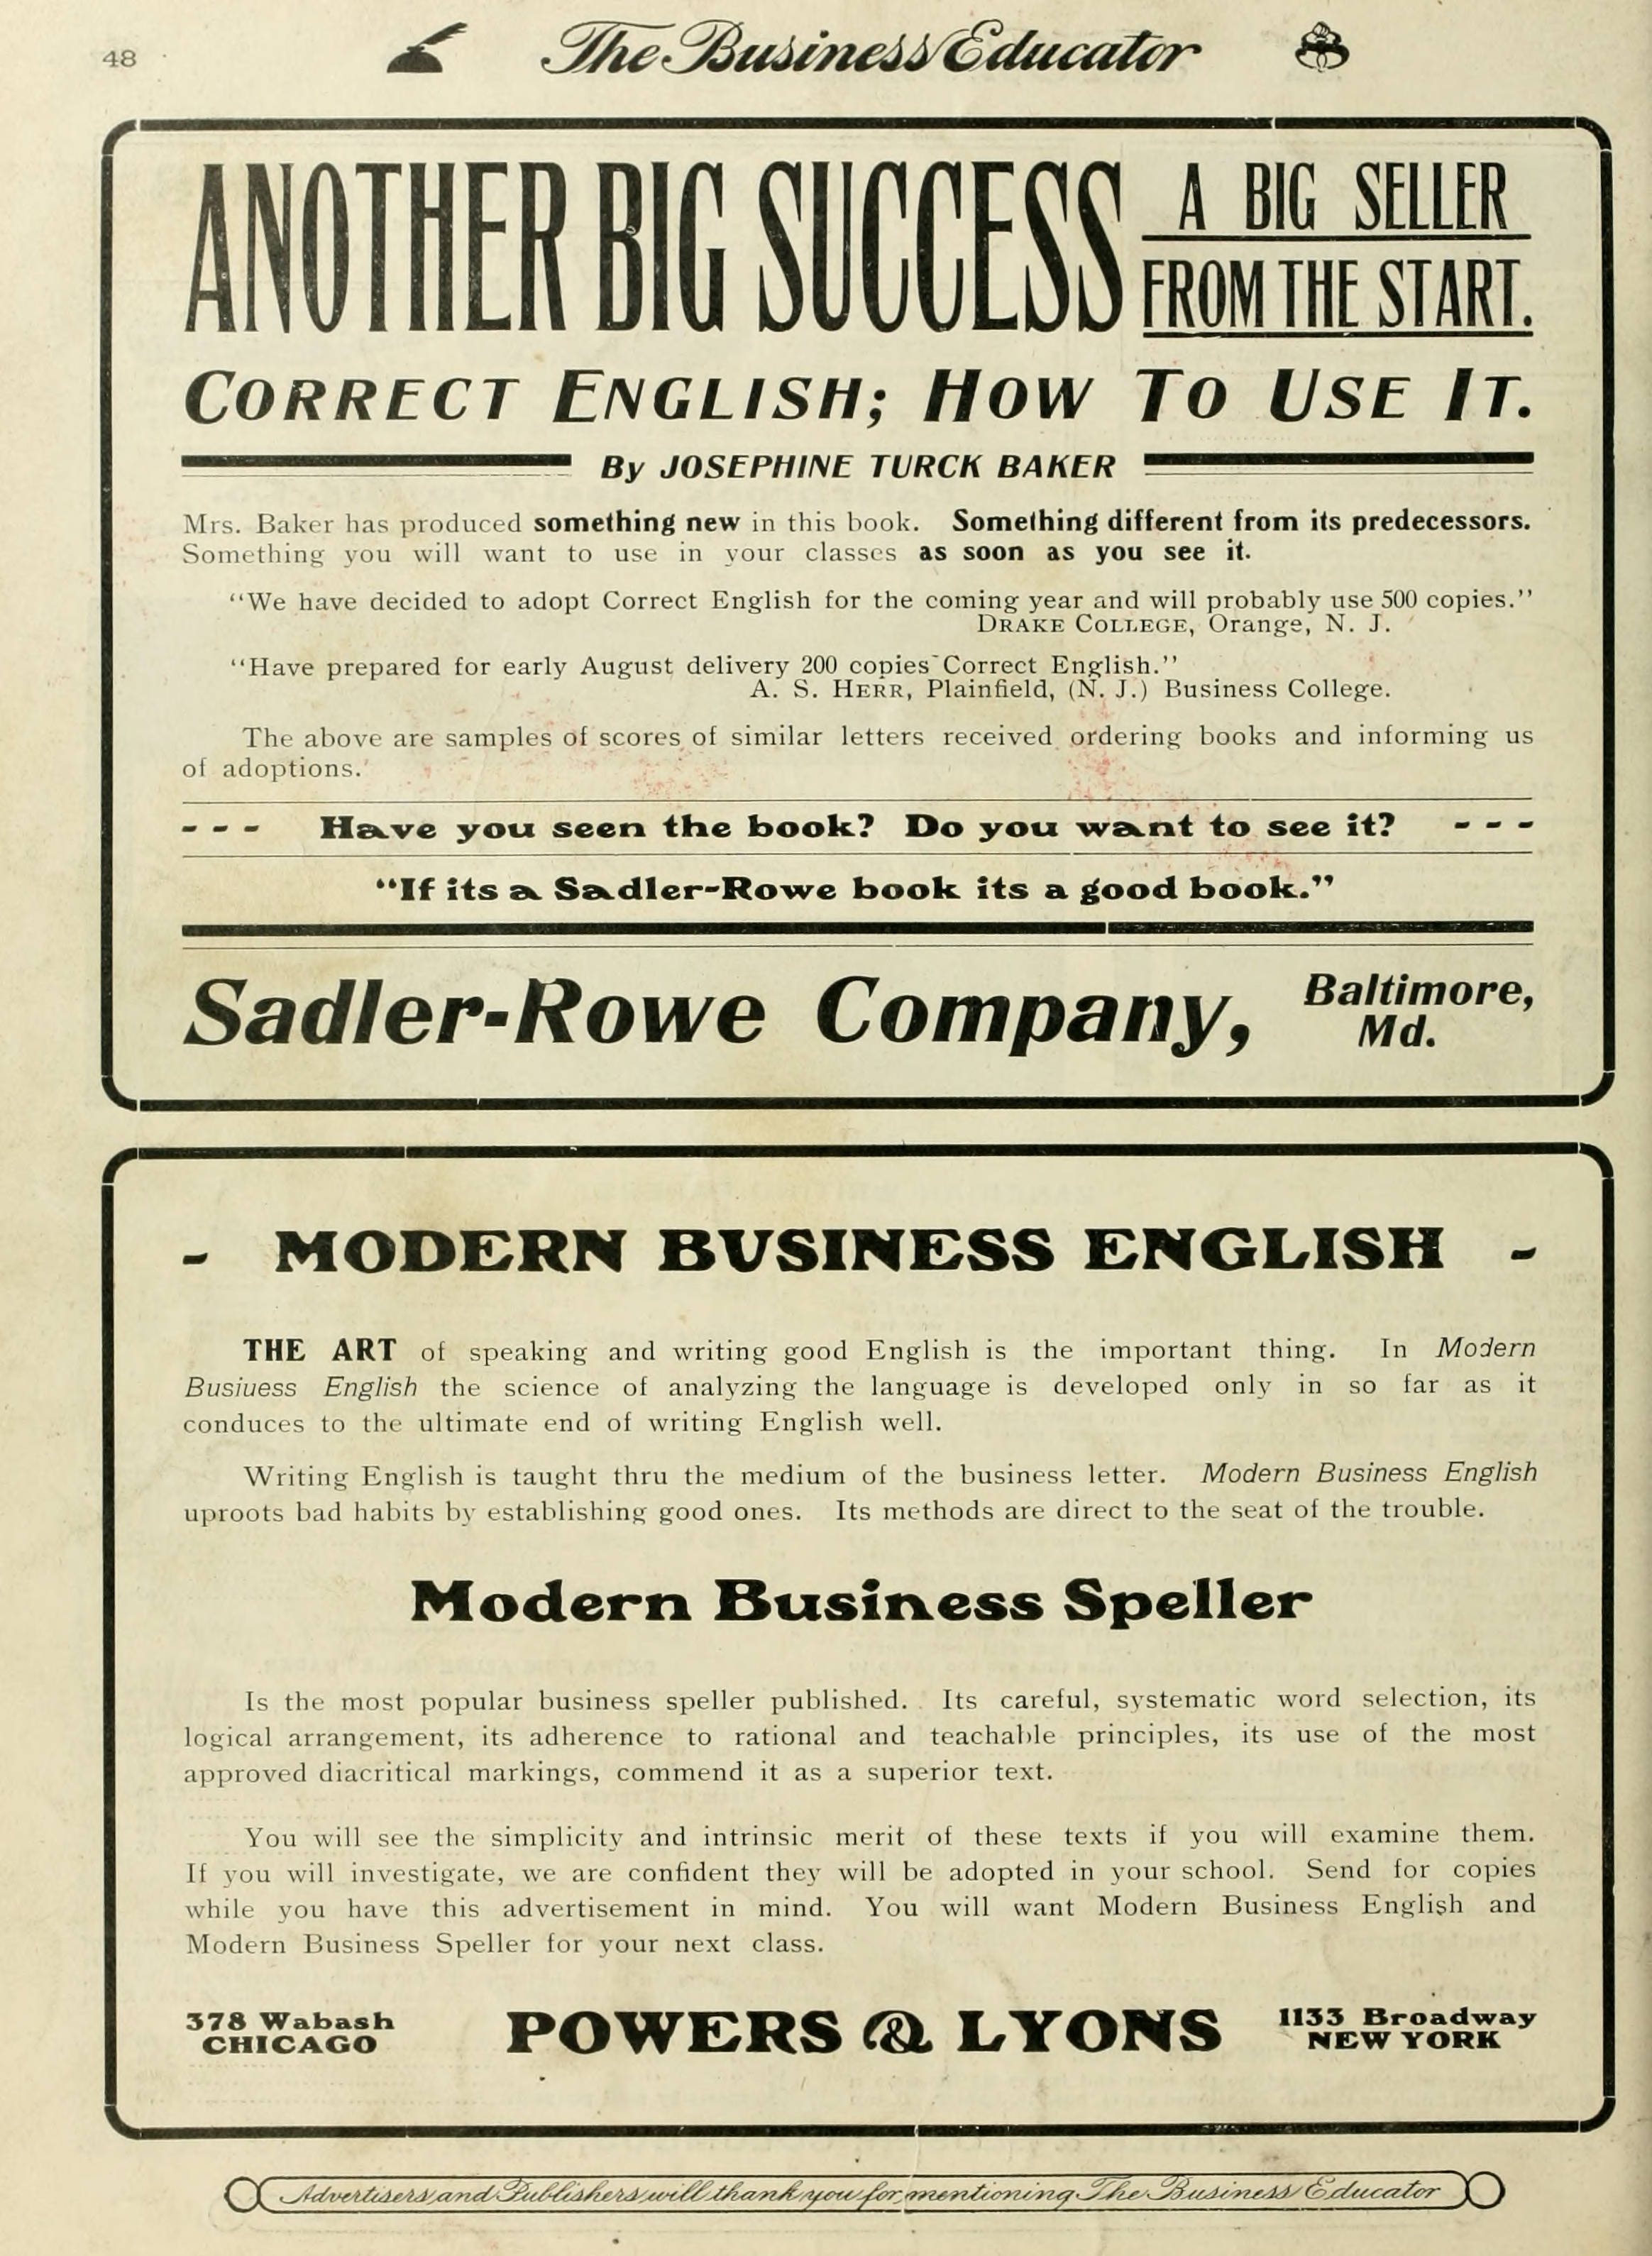 48
The Business Educator
ANOTHER BIG SUCCESS
A BIG SELLER
FROM THE START.
CORRECT ENGLISH; HOW TO USE IT.
By JOSEPHINE TURCK BAKER
Mrs. Baker has produced something new in this book. Something different from its predecessors.
Something you will want to use in your classes as soon as you see it.
"We have decided to adopt Correct English for the coming year and will probably use 500 copies."
DRAKE COLLEGE, Orange, N. J.
"Have prepared for early August delivery 200 copies Correct English."
A. S. HERR, Plainfield, (N. J.) Business College.
The above are samples of scores of similar letters received ordering books and informing us
of adoptions.
- - - Have you seen the book? Do you want to see it? - - -
"If its a Sadler-Rowe book its a good book."
Sadler-Rowe Company,
Baltimore,
Md.
- MODERN BUSINESS ENGLISH -
THE ART of speaking and writing good English is the important thing. In Modern
Busiuess English the science of analyzing the language is developed only in so far as it
conduces to the ultimate end of writing English well.
Writing English is taught thru the medium of the business letter. Modern Business English
uproots bad habits by establishing good ones. Its methods are direct to the seat of the trouble.
Modern Business Speller
Is the most popular business speller published. Its careful, systematic word selection, its
logical arrangement, its adherence to rational and teachable principles, its use of the most
approved diacritical markings, commend it as a superior text.
You will see the simplicity and intrinsic merit of these texts if you will examine them.
If you will investigate, we are confident they will be adopted in your school. Send for copies
while you have this advertisement in mind. You will want Modern Business English and
Modern Business Speller for your next class.
378 Wabash
CHICAGO
POWERS & LYONS
1133 Broadway
NEW YORK
Advertisers and Publishers will thank you for mentioning The Business Educator